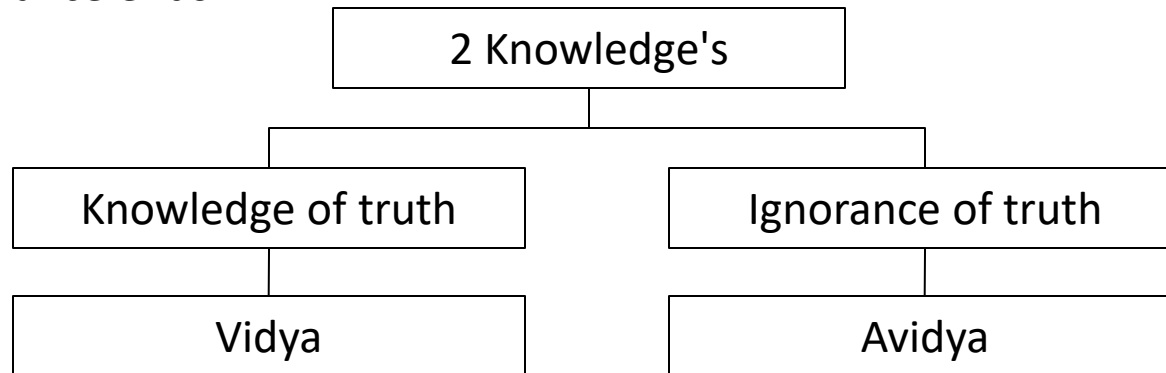 2 Knowledge's
Knowledge of truth
Ignorance of truth
Vidya
Avidya